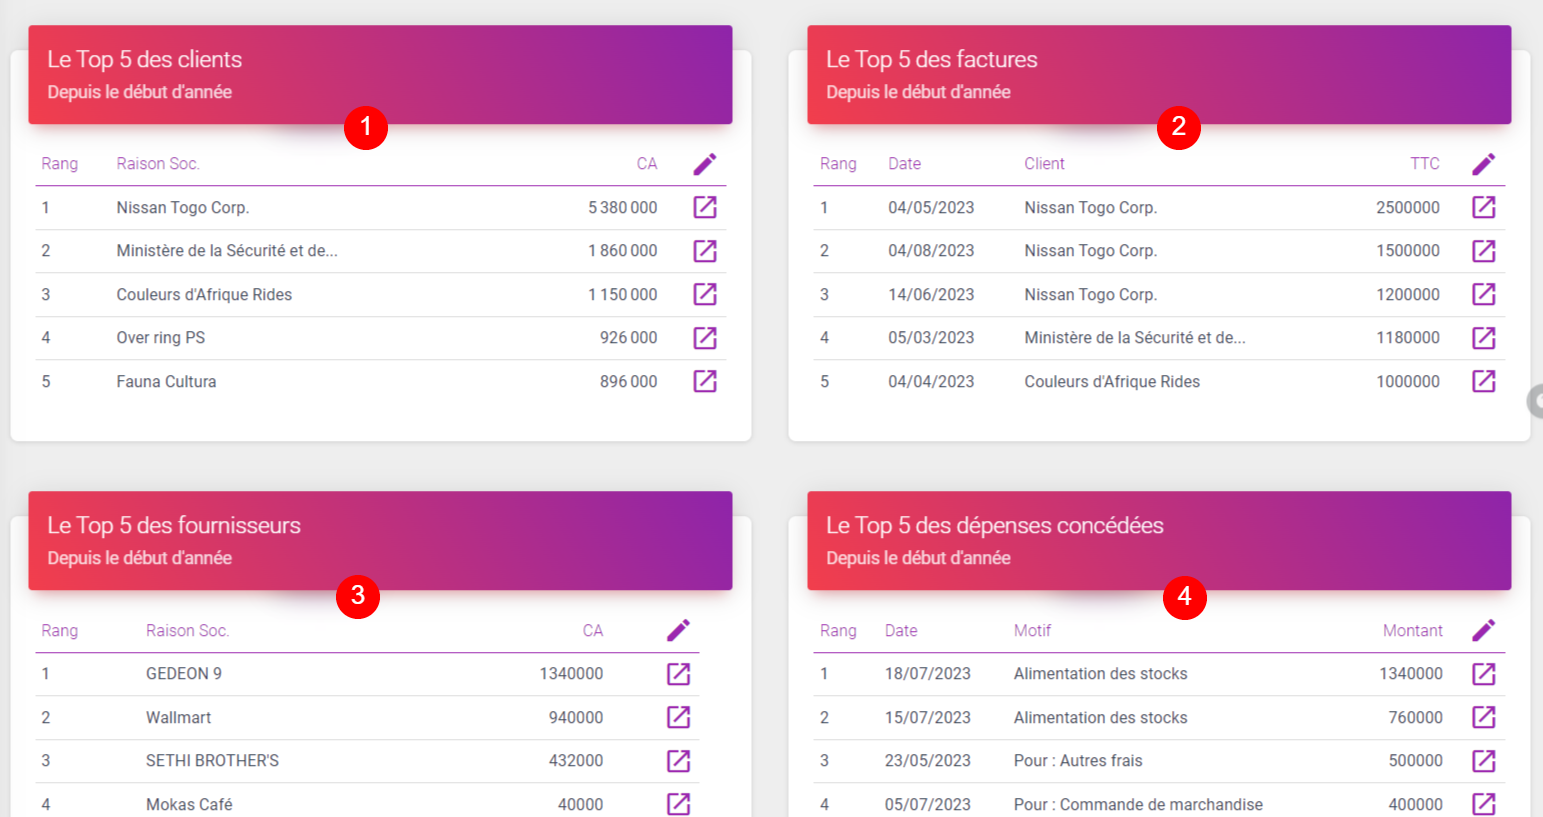 Le Top 5 des clients
Depuis le début d'année
1
Rang Raison Soc. CA
1 Nissan Togo Corp. 5 380 000
2 Ministère de la Sécurité et de... 1 860 000
3 Couleurs d'Afrique Rides 1 150 000
4 Over ring PS 926 000
5 Fauna Cultura 896 000
Le Top 5 des factures
Depuis le début d'année
2
Rang Date Client TTC
1 04/05/2023 Nissan Togo Corp. 2500000
2 04/08/2023 Nissan Togo Corp. 1500000
3 14/06/2023 Nissan Togo Corp. 1200000
4 05/03/2023 Ministère de la Sécurité et de... 1180000
5 04/04/2023 Couleurs d'Afrique Rides 1000000
Le Top 5 des fournisseurs
Depuis le début d'année
3
Rang Raison Soc. CA
1 GEDEON 9 1340000
2 Wallmart 940000
3 SETHI BROTHER'S 432000
4 Mokas Café 40000
Le Top 5 des dépenses concédées
Depuis le début d'année
4
Rang Date Motif Montant
1 18/07/2023 Alimentation des stocks 1340000
2 15/07/2023 Alimentation des stocks 760000
3 23/05/2023 Pour : Autres frais 500000
4 05/07/2023 Pour : Commande de marchandise 400000